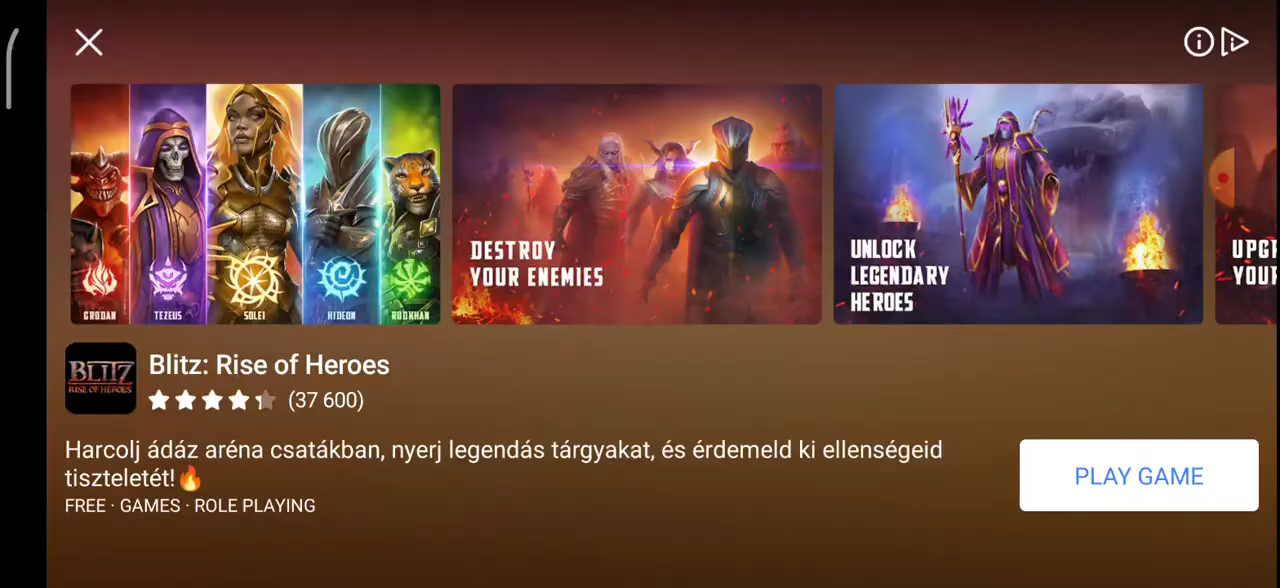 GRODAN
TEZEUS
SOLEI
HIDEON
ROOKHAN
DESTROY
YOUR ENEMIES
UNLOCK
LEGENDARY
HEROES
YOUR
BLITZ
RISE OF HEROES
Blitz: Rise of Heroes
(37 600)
Harcolj ádáz aréna csatákban, nyerj legendás tárgyakat, és érdemeld ki ellenségeid
tiszteletét!🔥
FREE · GAMES · ROLE PLAYING
PLAY GAME